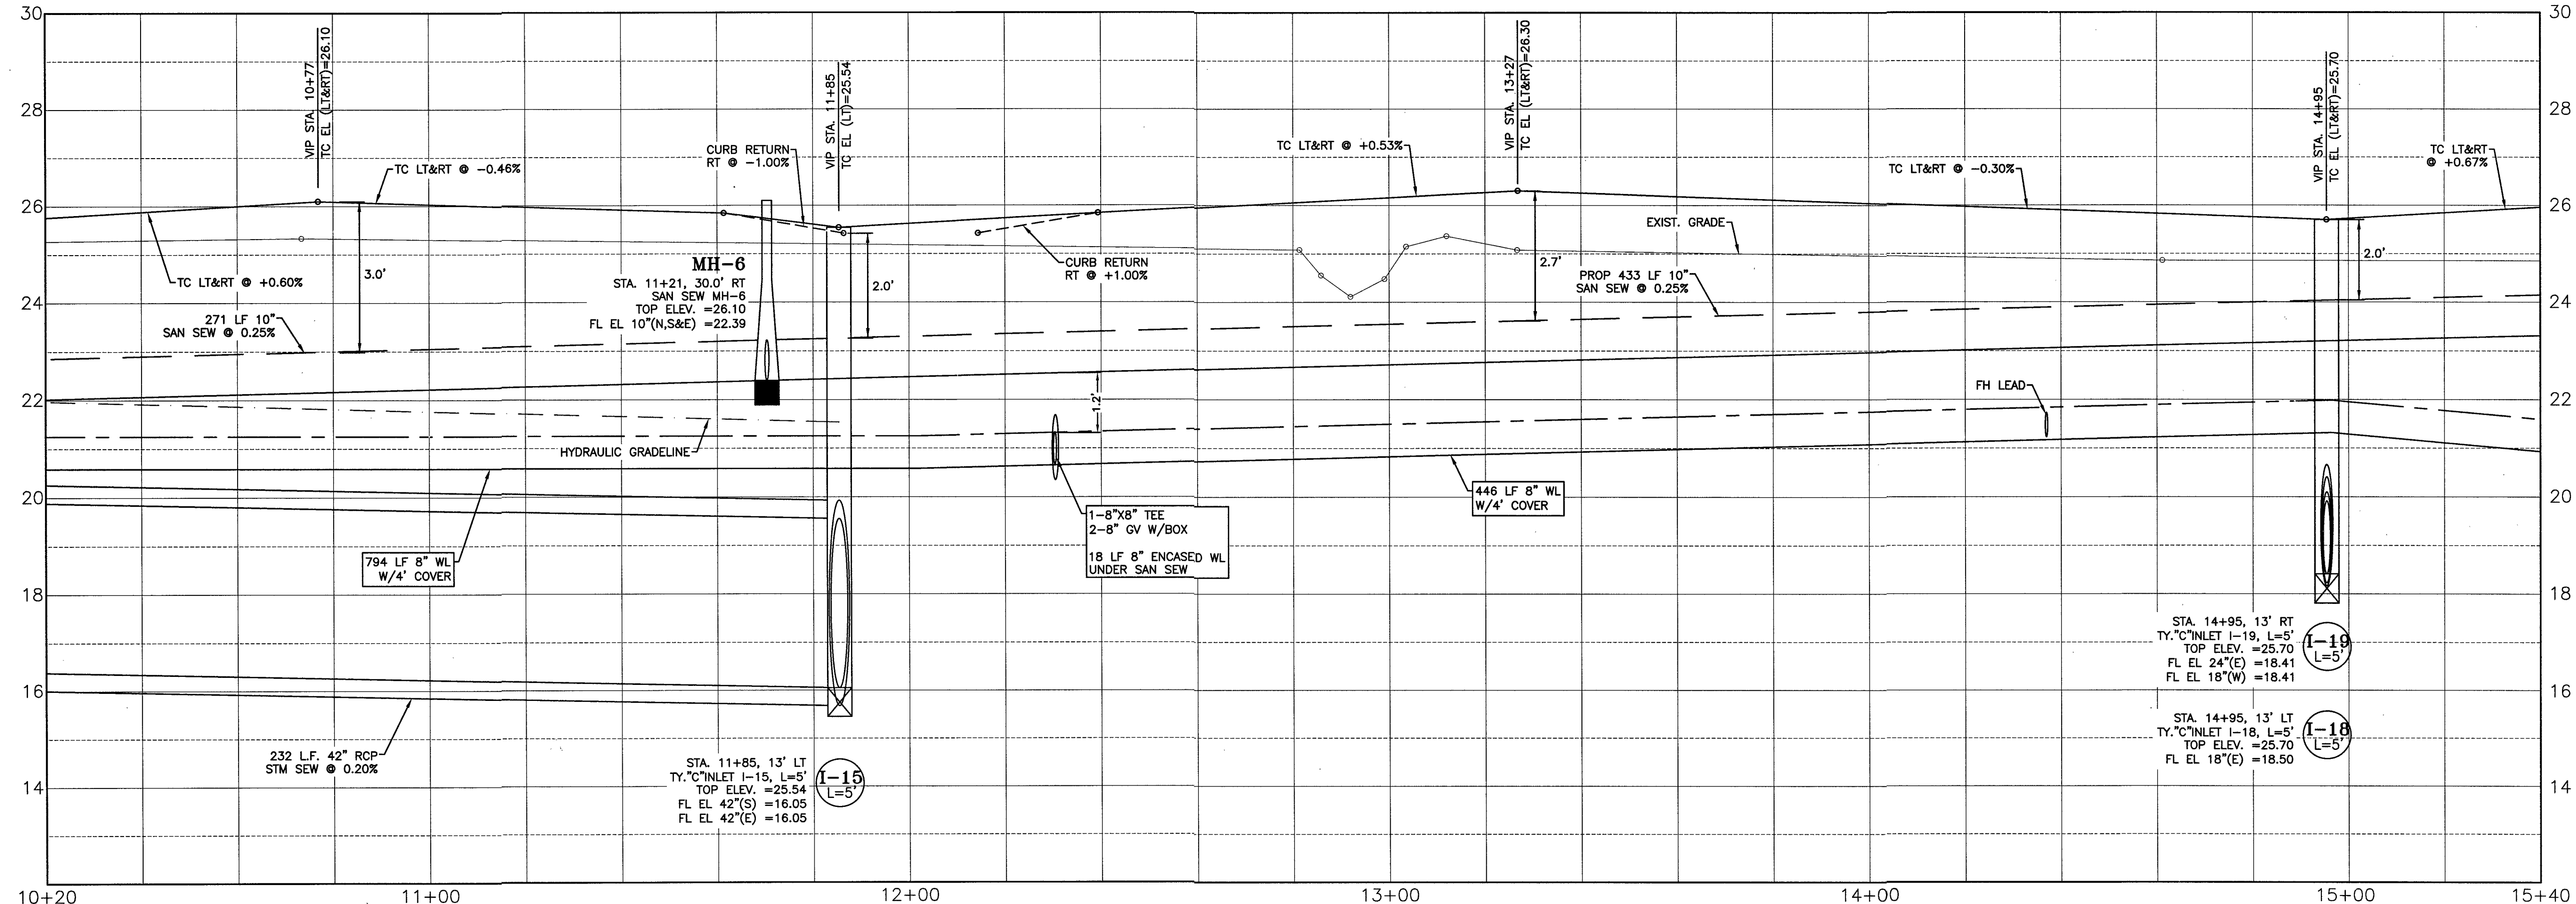 30
28
26
24
22
20
18
16
14
30
28
26
24
22
20
18
16
14
VIP STA. 10+77
TC EL (LT&RT)=26.10
TC LT&RT @ -0.46%
TC LT&RT @ +0.60%
3.0'
271 LF 10"
SAN SEW @ 0.25%
CURB RETURN
RT @ -1.00%
VIP STA. 11+85
TC EL (LT)=25.54
MH-6
STA. 11+21, 30.0' RT
SAN SEW MH-6
TOP ELEV. =26.10
FL EL 10"(N,S&E) =22.39
2.0'
CURB RETURN
RT @ +1.00%
TC LT&RT @ +0.53%
VIP STA. 13+27
TC EL (LT&RT)=26.30
2.7'
EXIST. GRADE
PROP 433 LF 10"
SAN SEW @ 0.25%
TC LT&RT @ -0.30%
VIP STA. 14+95
TC EL (LT&RT)=25.70
TC LT&RT
@ +0.67%
2.0'
HYDRAULIC GRADELINE
1.2'
FH LEAD
794 LF 8" WL
W/4' COVER
1-8"X8" TEE
2-8" GV W/BOX
18 LF 8" ENCASED WL
UNDER SAN SEW
446 LF 8" WL
W/4' COVER
232 L.F. 42" RCP
STM SEW @ 0.20%
STA. 11+85, 13' LT
TY."C"INLET I-15, L=5'
TOP ELEV. =25.54
FL EL 42"(S) =16.05
FL EL 42"(E) =16.05
I-15
L=5'
STA. 14+95, 13' RT
TY."C"INLET I-19, L=5'
TOP ELEV. =25.70
FL EL 24"(E) =18.41
FL EL 18"(W) =18.41
I-19
L=5'
STA. 14+95, 13' LT
TY."C"INLET I-18, L=5'
TOP ELEV. =25.70
FL EL 18"(E) =18.50
I-18
L=5'
10+20
11+00
12+00
13+00
14+00
15+00
15+40